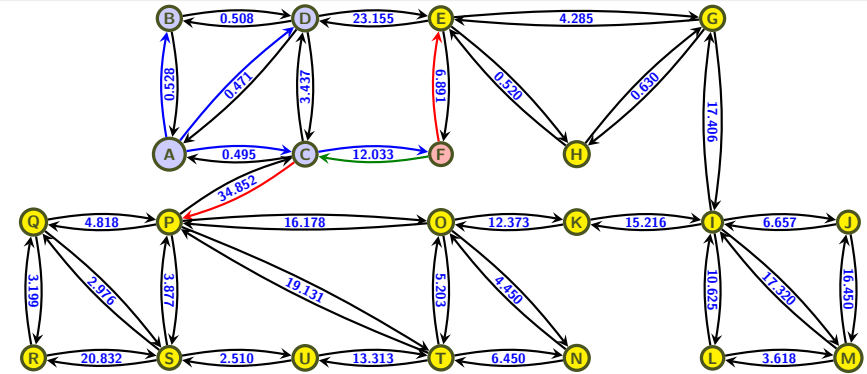 B 0.508 D 23.155 E 4.285 G
0.528 0.471 3.437 6.891 0.520 0.630 17.406
A 0.495 C 12.033 F H
34.852
Q 4.818 P 16.178 O 12.373 K 15.216 I 6.657 J
3.199 2.976 3.877 19.131 5.203 4.450 10.625 17.320 16.450
R 20.832 S 2.510 U 13.313 T 6.450 N L 3.618 M